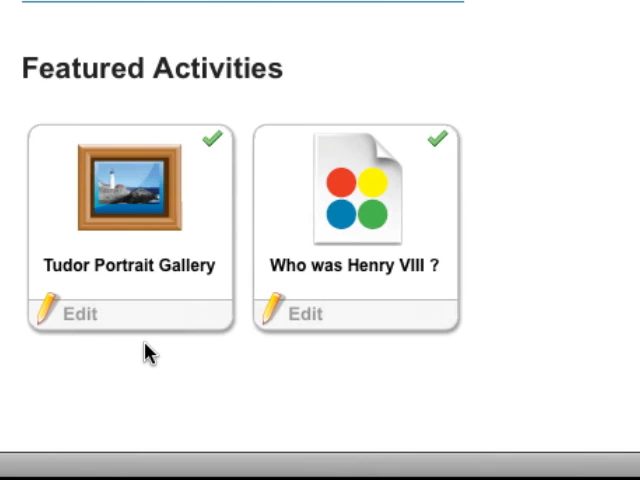 Featured Activities
Tudor Portrait Gallery
Who was Henry VIII ?
Edit
Edit